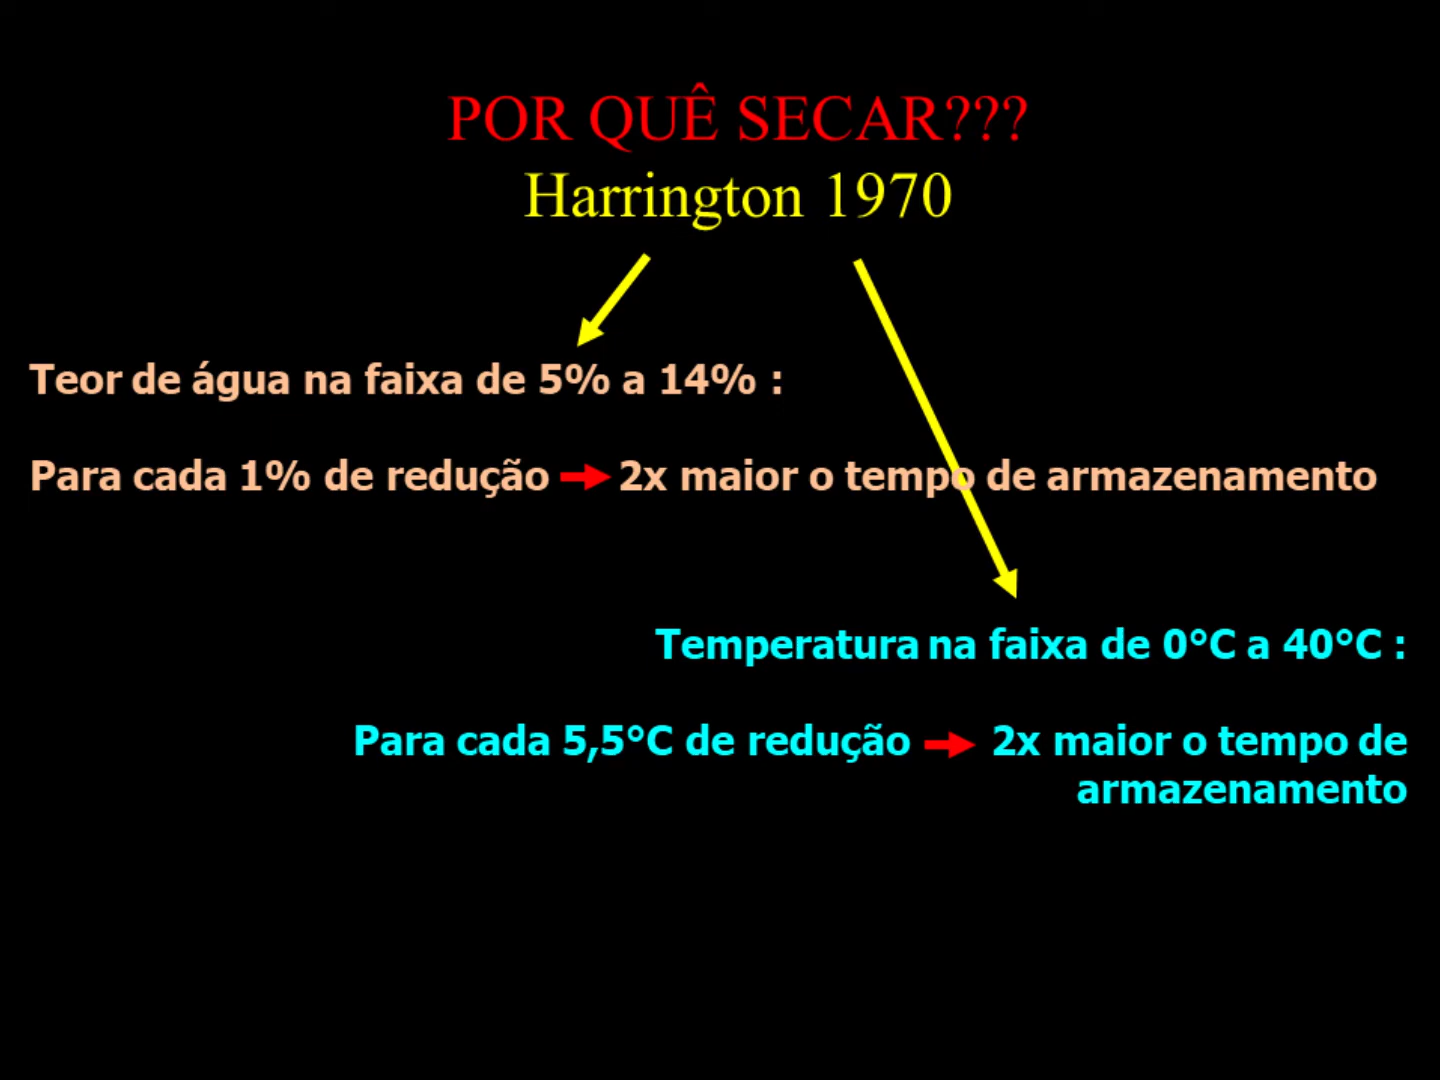 POR QUÊ SECAR???
Harrington 1970
Teor de água na faixa de 5% a 14% :
Para cada 1% de redução 2x maior o tempo de armazenamento
Temperatura na faixa de 0°C a 40°C :
Para cada 5,5°C de redução 2x maior o tempo de
armazenamento